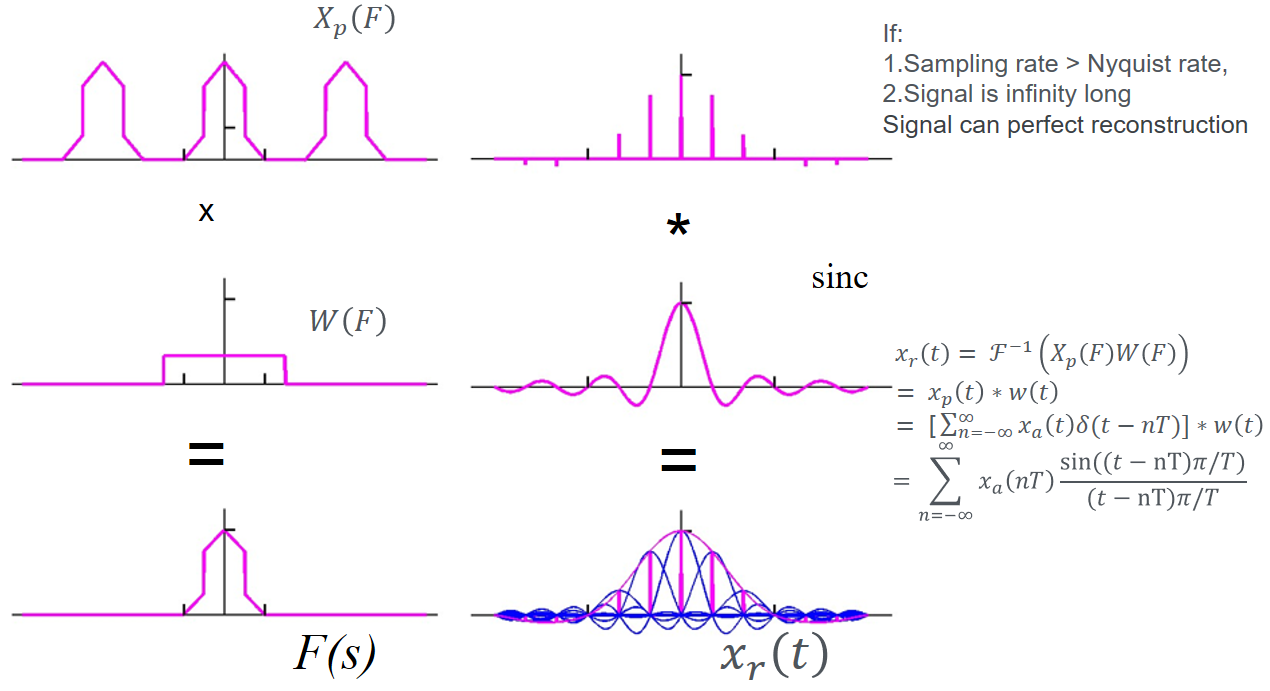 X_p(F)
If:
1.Sampling rate > Nyquist rate,
2.Signal is infinity long
Signal can perfect reconstruction
x
*
sinc
W(F)
x_r(t) = ℱ⁻¹(X_p(F)W(F))
= x_p(t) ∗ w(t)
= [∑_{n=−∞}^{∞} x_a(t)δ(t − nT)] ∗ w(t)
= ∑_{n=−∞}^{∞} x_a(nT) sin((t − nT)π/T) / (t − nT)π/T
=
=
F(s)
x_r(t)